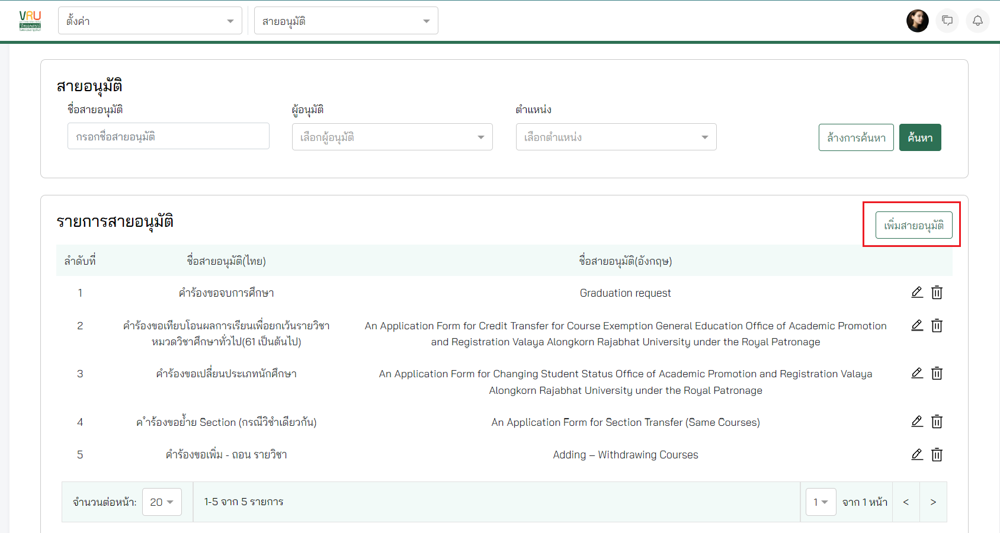 VRU
ตั้งค่า
สายอนุมัติ
สายอนุมัติ
ชื่อสายอนุมัติ ผู้อนุมัติ ตำแหน่ง
กรอกชื่อสายอนุมัติ เลือกผู้อนุมัติ เลือกตำแหน่ง ล้างการค้นหา ค้นหา
รายการสายอนุมัติ
เพิ่มสายอนุมัติ
ลำดับที่ ชื่อสายอนุมัติ(ไทย) ชื่อสายอนุมัติ(อังกฤษ)
1 คำร้องขอจบการศึกษา Graduation request
2 คำร้องขอเทียบโอนผลการเรียนเพื่อยกเว้นรายวิชา An Application Form for Credit Transfer for Course Exemption General Education Office of Academic Promotion
หมวดวิชาศึกษาทั่วไป(61 เป็นต้นไป) and Registration Valaya Alongkorn Rajabhat University under the Royal Patronage
3 คำร้องขอเปลี่ยนประเภทนักศึกษา An Application Form for Changing Student Status Office of Academic Promotion and Registration Valaya
Alongkorn Rajabhat University under the Royal Patronage
4 ค ำร้องขอย้ำย Section (กรณีวิชำเดียวกัน) An Application Form for Section Transfer (Same Courses)
5 คำร้องขอเพิ่ม - ถอน รายวิชา Adding – Withdrawing Courses
จำนวนต่อหน้า: 20 1-5 จาก 5 รายการ 1 จาก 1 หน้า < >